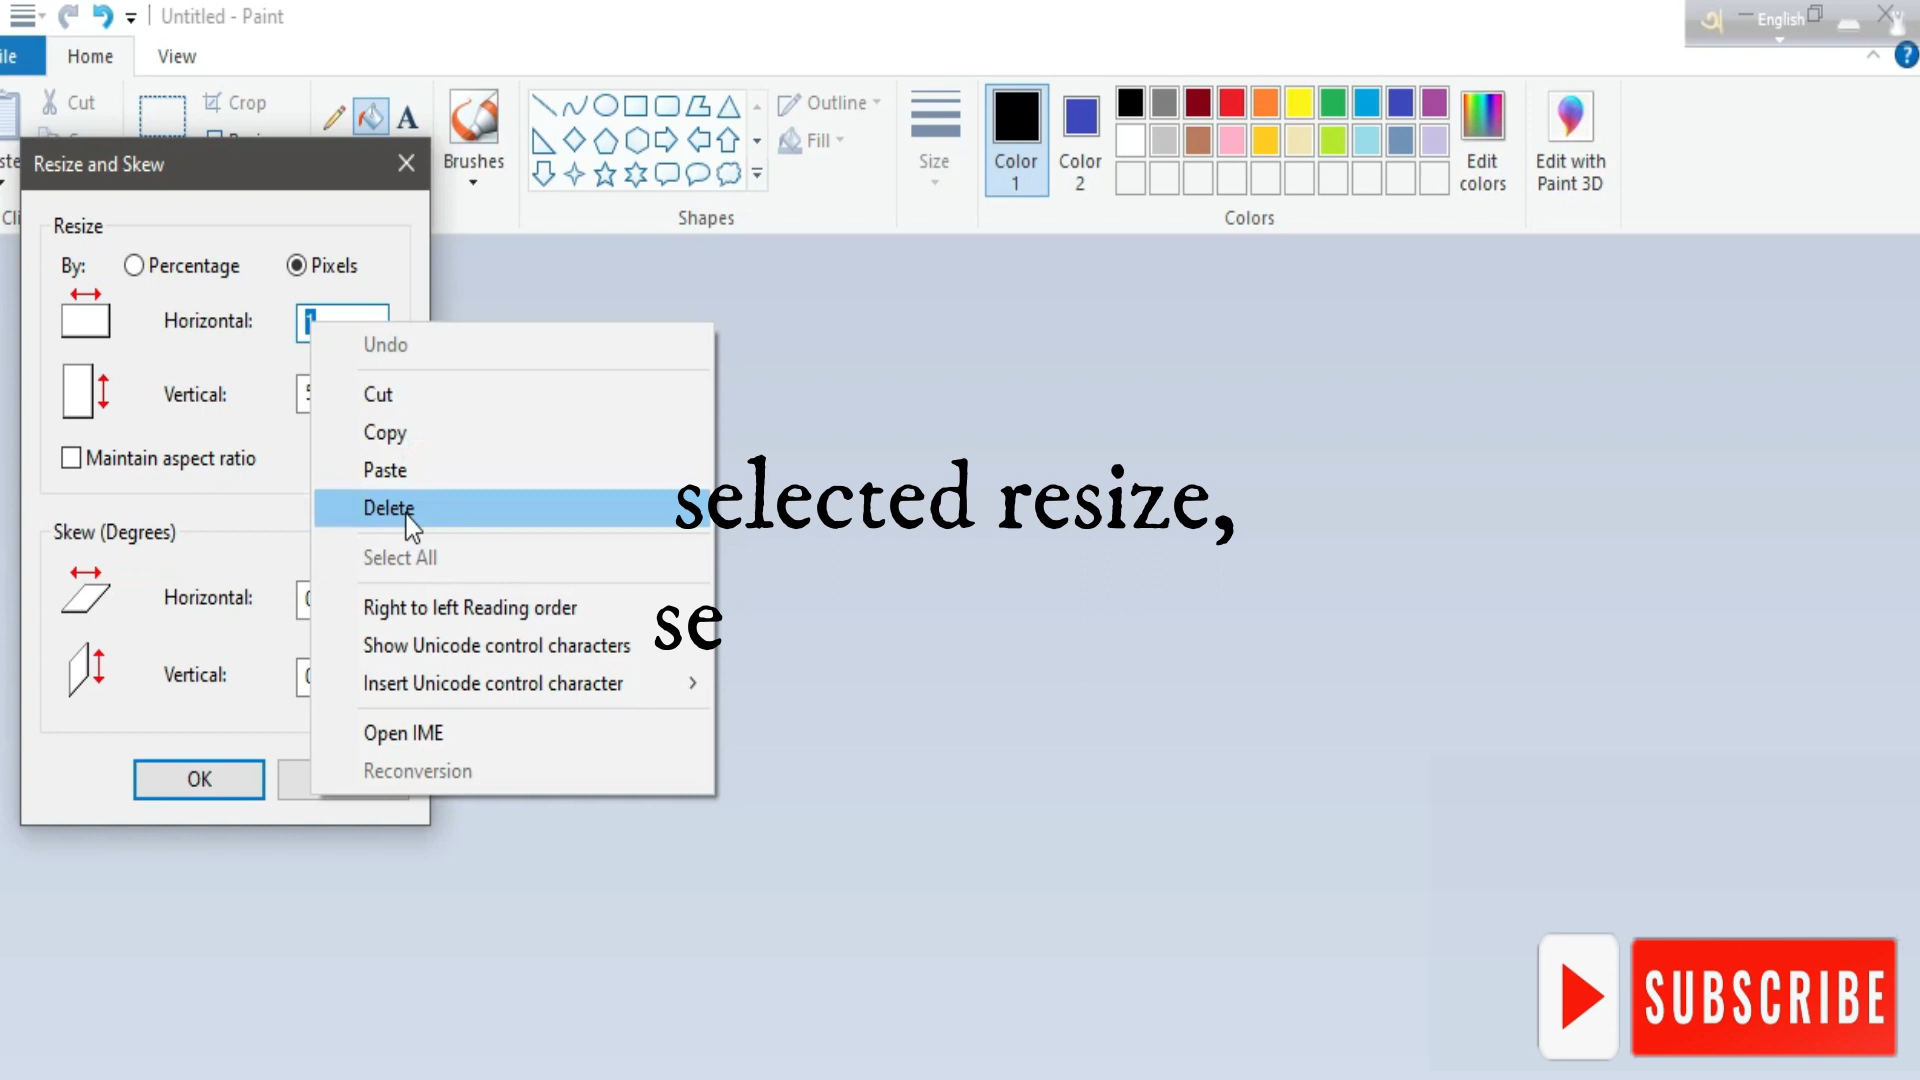 Untitled - Paint
English
Home
View
Cut
Crop
Outline
Fill
Brushes
Size
Color
1
Color
2
Edit
colors
Edit with
Paint 3D
Shapes
Colors
Resize and Skew
Resize
By:
Percentage
Pixels
Horizontal:
Vertical:
Maintain aspect ratio
Skew (Degrees)
Horizontal:
Vertical:
OK
Undo
Cut
Copy
Paste
Delete
Select All
Right to left Reading order
Show Unicode control characters
Insert Unicode control character
Open IME
Reconversion
selected resize,
se
SUBSCRIBE